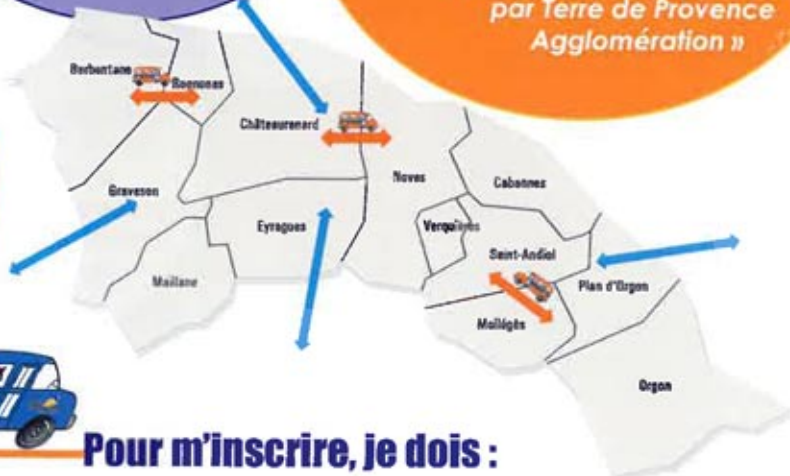 par Terre de Provence
Agglomération »
Barbentane
Rognonas
Châteaurenard
Noves
Cabannes
Graveson
Eyragues
Verquières
Saint-Andiol
Maillane
Plan d'Orgon
Mollégès
Orgon
Pour m'inscrire, je dois :